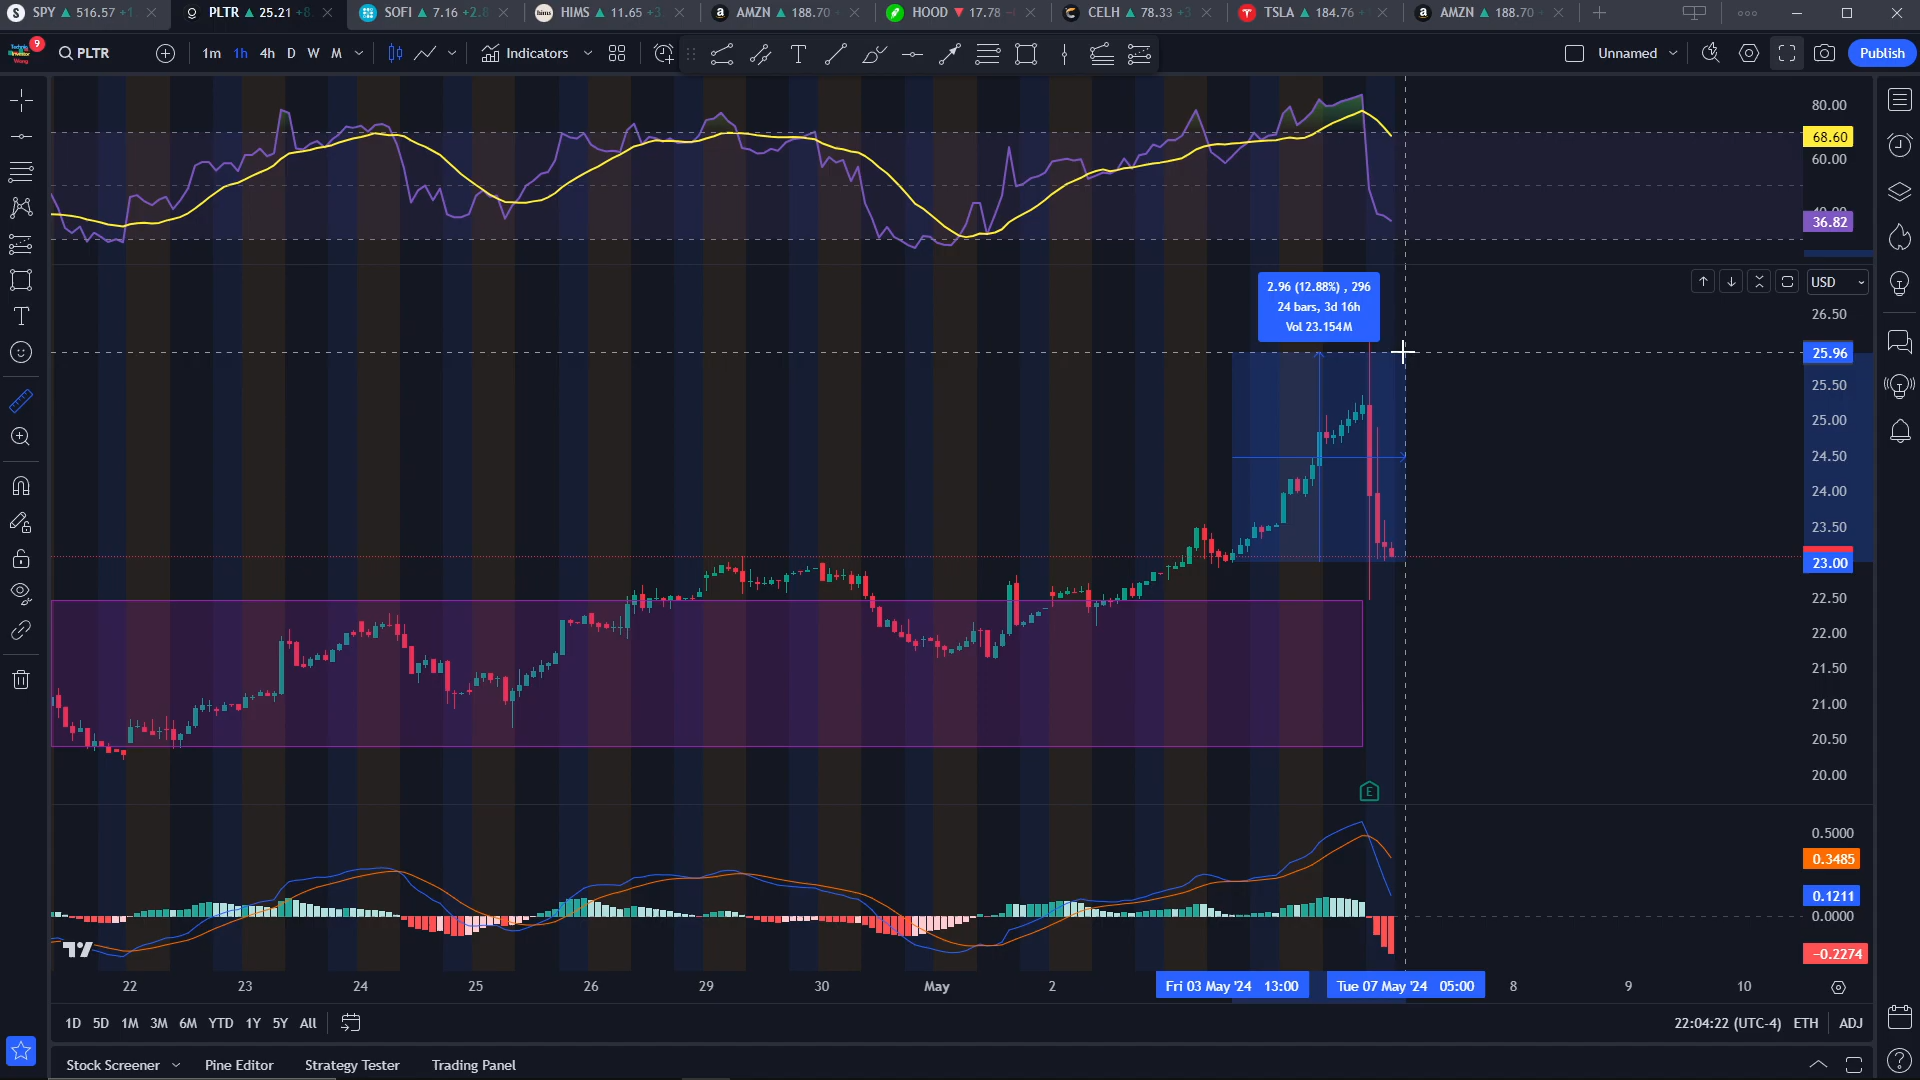 SPY 516.57 +1
PLTR 25.21 +8.
SOFI 7.16 +2.8
HIMS 11.65 +3
AMZN 188.70
HOOD 17.78
CELH 78.33 +3
TSLA 184.76
AMZN 188.70
9
PLTR
1m 1h 4h D W M
Indicators
Unnamed
Publish
80.00
68.60
60.00
36.82
USD
2.96 (12.88%) , 296
24 bars, 3d 16h
Vol 23.154M
26.50
25.96
25.50
25.00
24.50
24.00
23.50
23.00
22.50
22.00
21.50
21.00
20.50
20.00
E
0.5000
0.3485
0.1211
0.0000
−0.2274
22 23 24 25 26 29 30 May 2 Fri 03 May '24 13:00 Tue 07 May '24 05:00 8 9 10
1D 5D 1M 3M 6M YTD 1Y 5Y All
22:04:22 (UTC-4) ETH ADJ
Stock Screener Pine Editor Strategy Tester Trading Panel